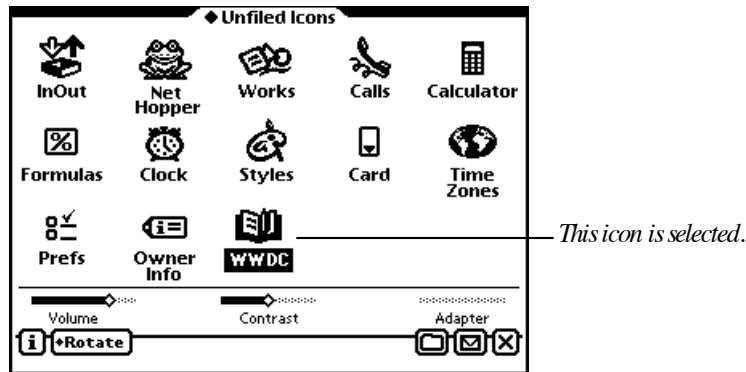 ◆ Unfiled Icons
InOut
Net
Hopper
Works
Calls
Calculator
Formulas
Clock
Styles
Card
Time
Zones
Prefs
Owner
Info
WWDC
This icon is selected.
Volume
Contrast
Adapter
i ◆Rotate